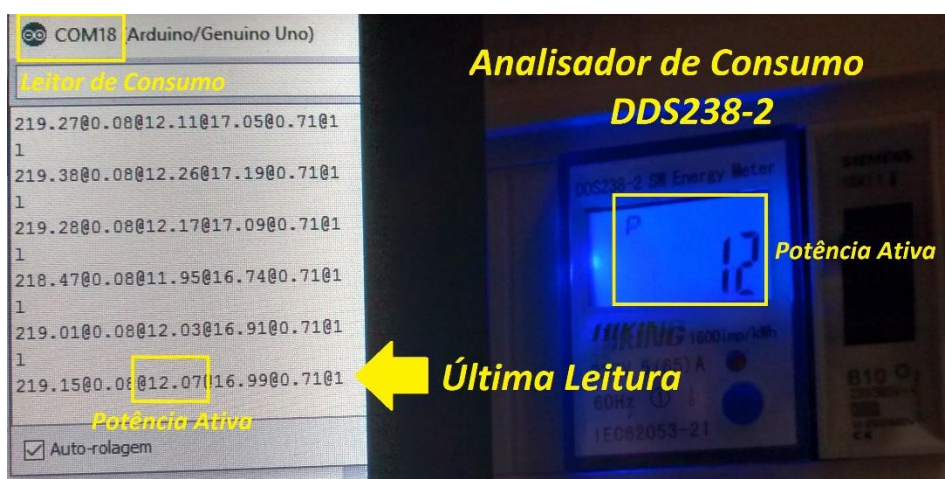 COM18 (Arduino/Genuino Uno)
Leitor de Consumo
219.27@0.08@12.11@17.05@0.71@1
1
219.38@0.08@12.26@17.19@0.71@1
1
219.28@0.08@12.17@17.09@0.71@1
1
218.47@0.08@11.95@16.74@0.71@1
1
219.01@0.08@12.03@16.91@0.71@1
1
219.15@0.08@12.07@16.99@0.71@1
Potência Ativa
Auto-rolagem
Analisador de Consumo
DDS238-2
DDS238-2 SW Energy Meter
P
12
Potência Ativa
HIKING 1600imp/kWh
5(65)A
60Hz
IEC62053-21
Última Leitura
SIEMENS
B10